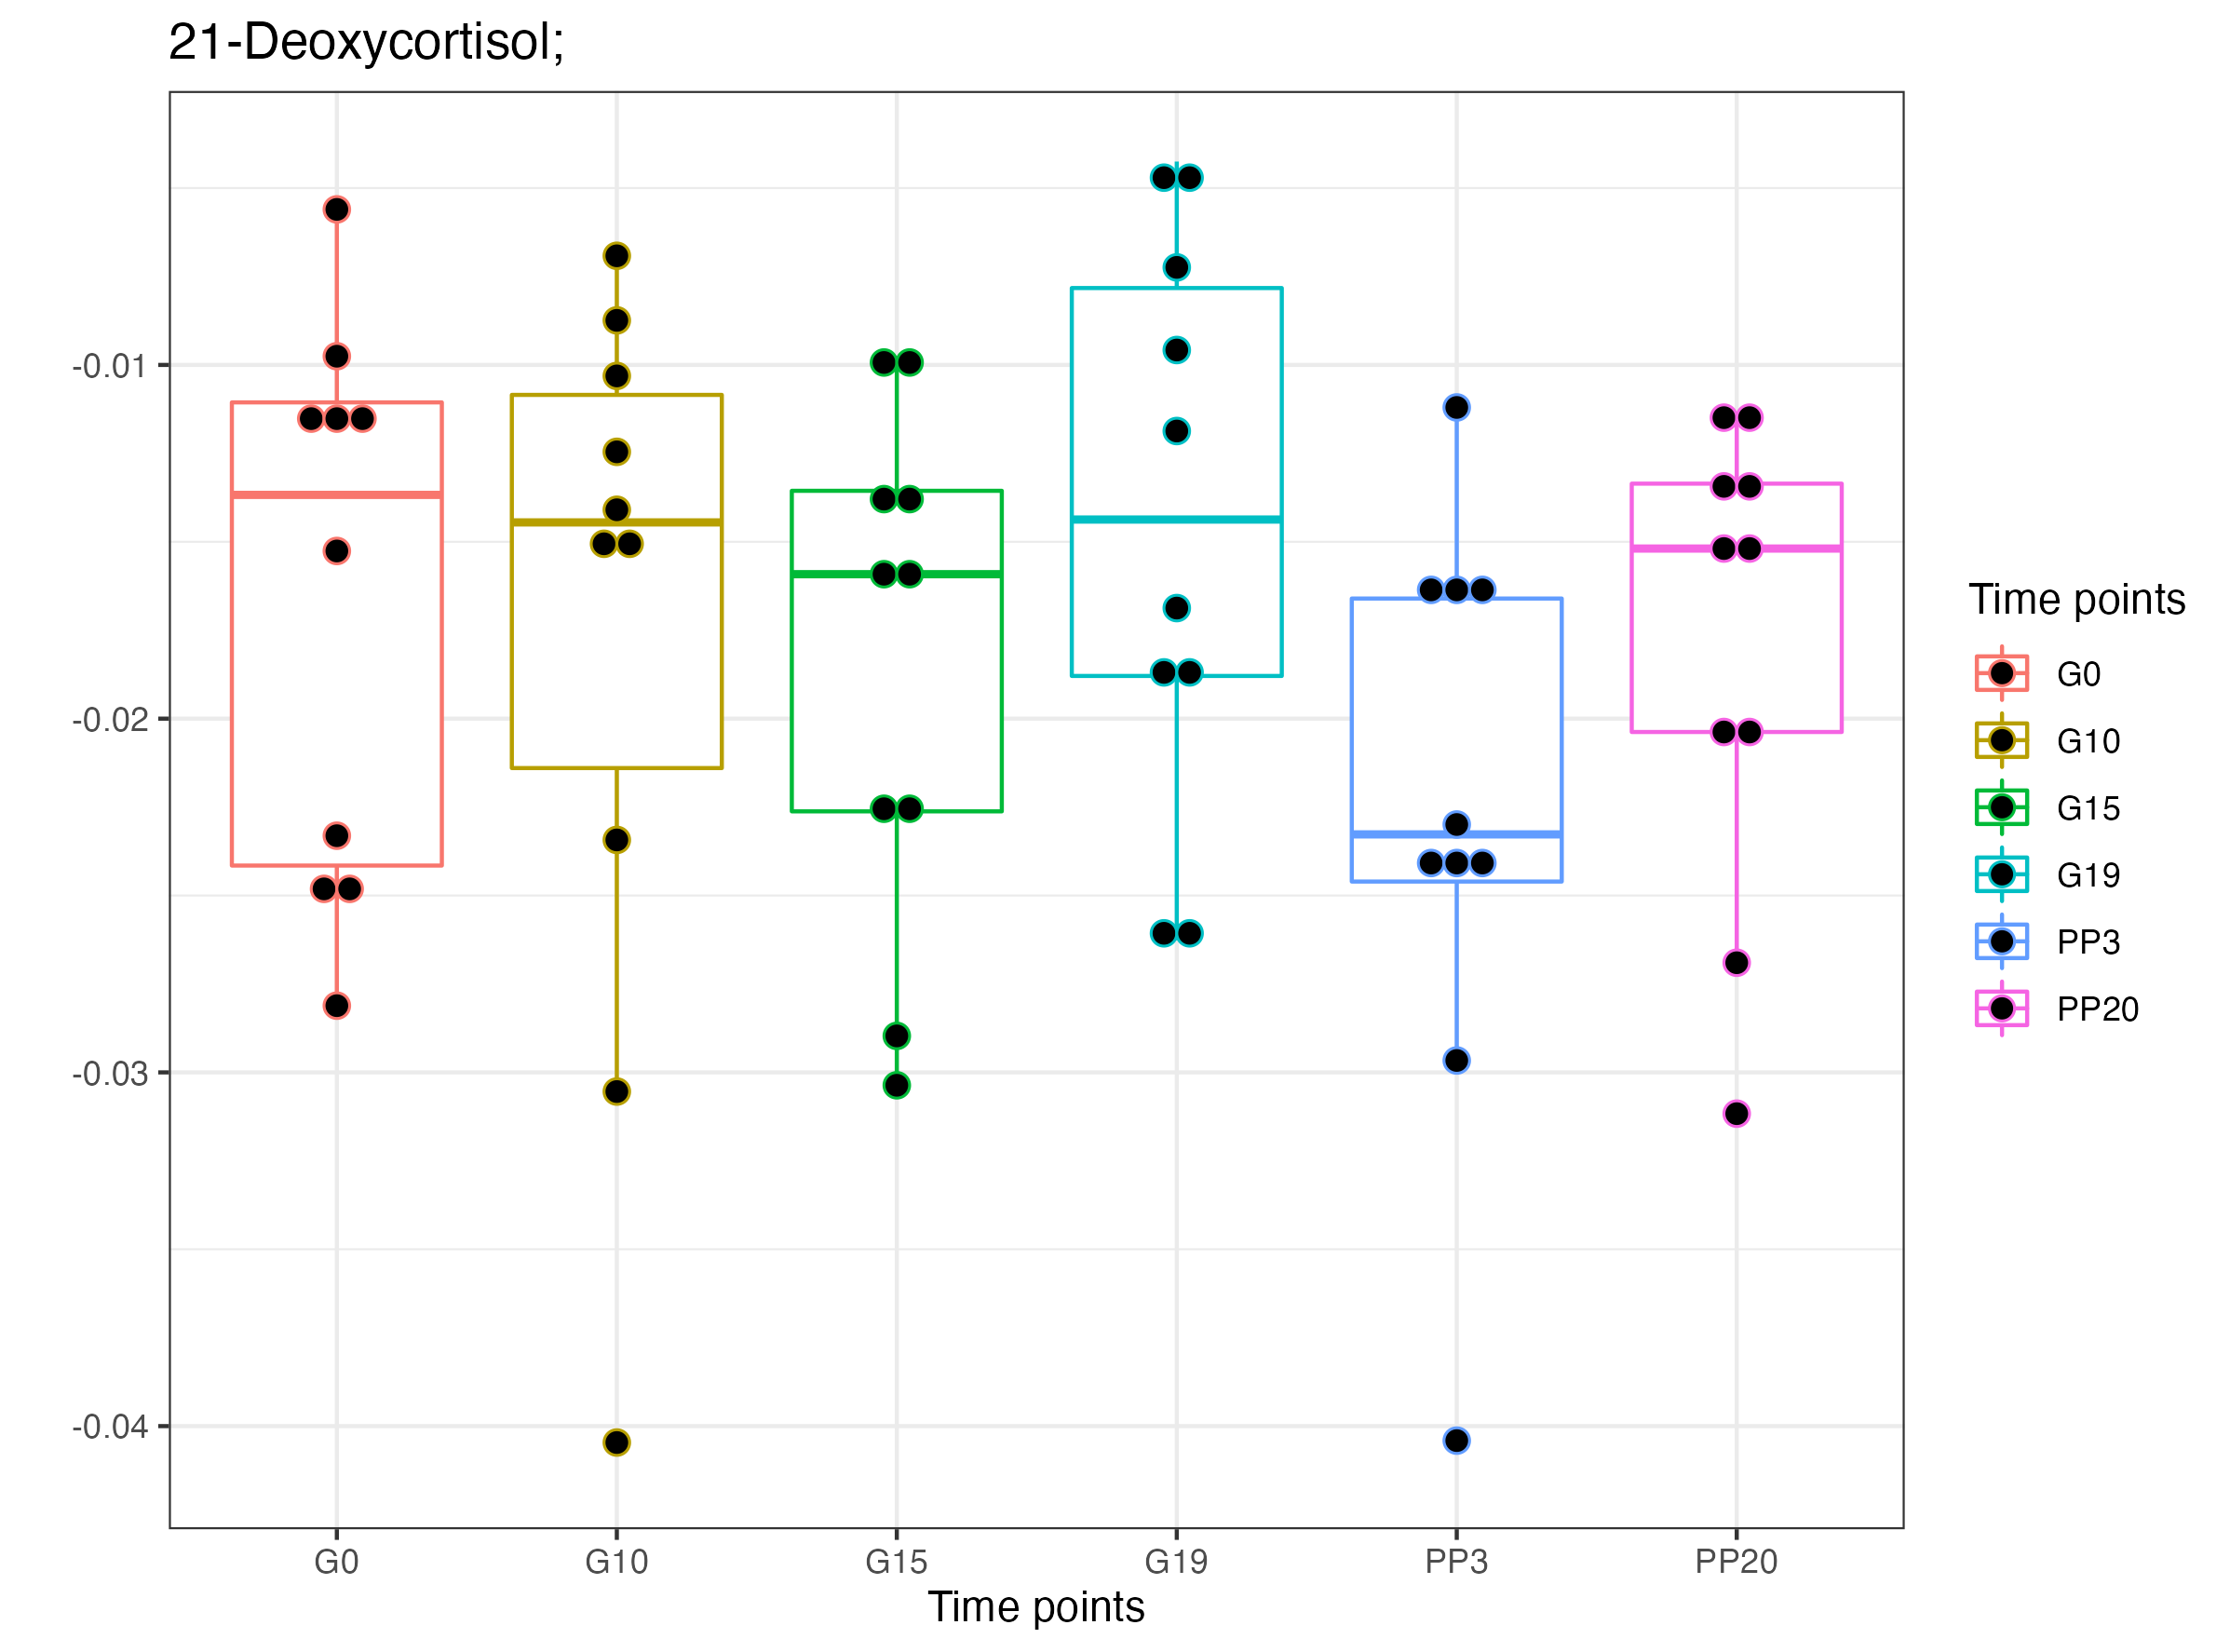 21-Deoxycortisol;
-0.01
-0.02
-0.03
-0.04
G0 G10 G15 G19 PP3 PP20
Time points
Time points
G0
G10
G15
G19
PP3
PP20